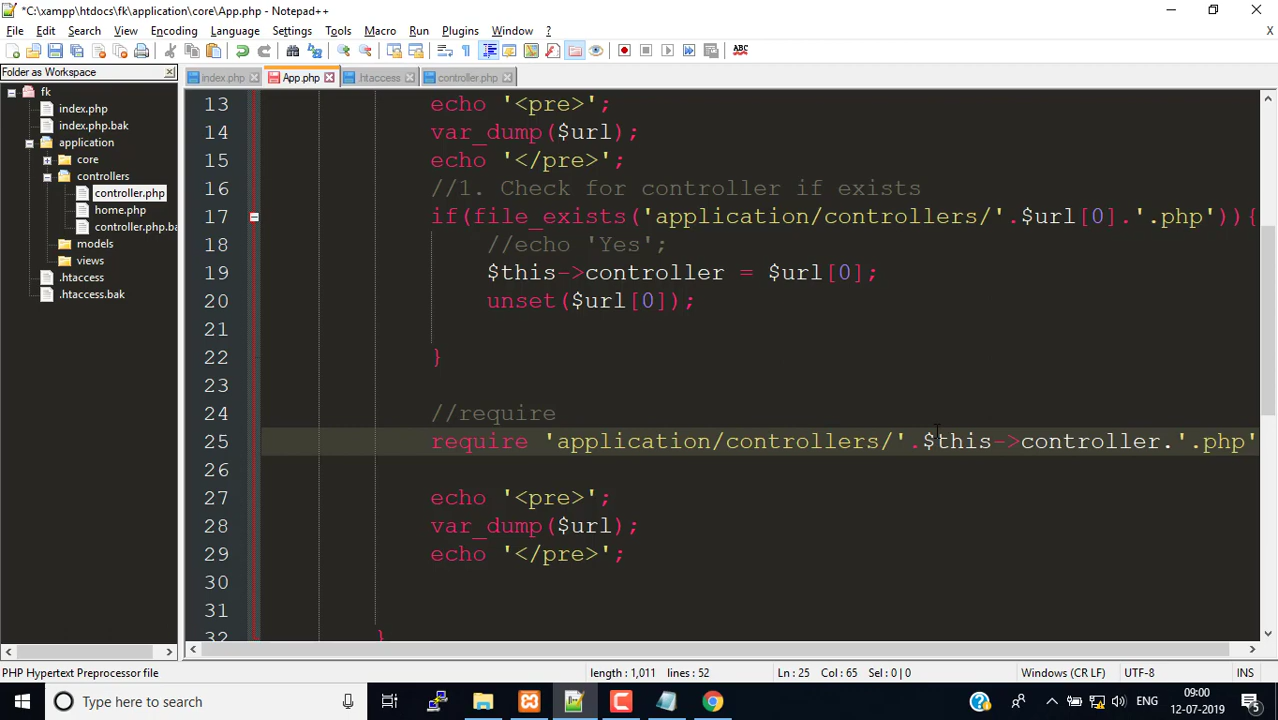 *C:\xampp\htdocs\fk\application\core\App.php - Notepad++
File Edit Search View Encoding Language Settings Tools Macro Run Plugins Window ? X
Folder as Workspace
index.php App.php .htaccess controller.php
fk
index.php
index.php.bak
application
core
controllers
controller.php
home.php
controller.php.ba
models
views
.htaccess
.htaccess.bak
13 echo '<pre>';
14 var_dump($url);
15 echo '</pre>';
16 //1. Check for controller if exists
17 if(file_exists('application/controllers/'.$url[0].'.php')){
18 //echo 'Yes';
19 $this->controller = $url[0];
20 unset($url[0]);
21
22 }
23
24 //require
25 require 'application/controllers/'.$this->controller.'.php'
26
27 echo '<pre>';
28 var_dump($url);
29 echo '</pre>';
30
31
32 }
PHP Hypertext Preprocessor file length : 1,011 lines : 52 Ln : 25 Col : 65 Sel : 0 | 0 Windows (CR LF) UTF-8 INS
Type here to search ENG 09:00
12-07-2019 5